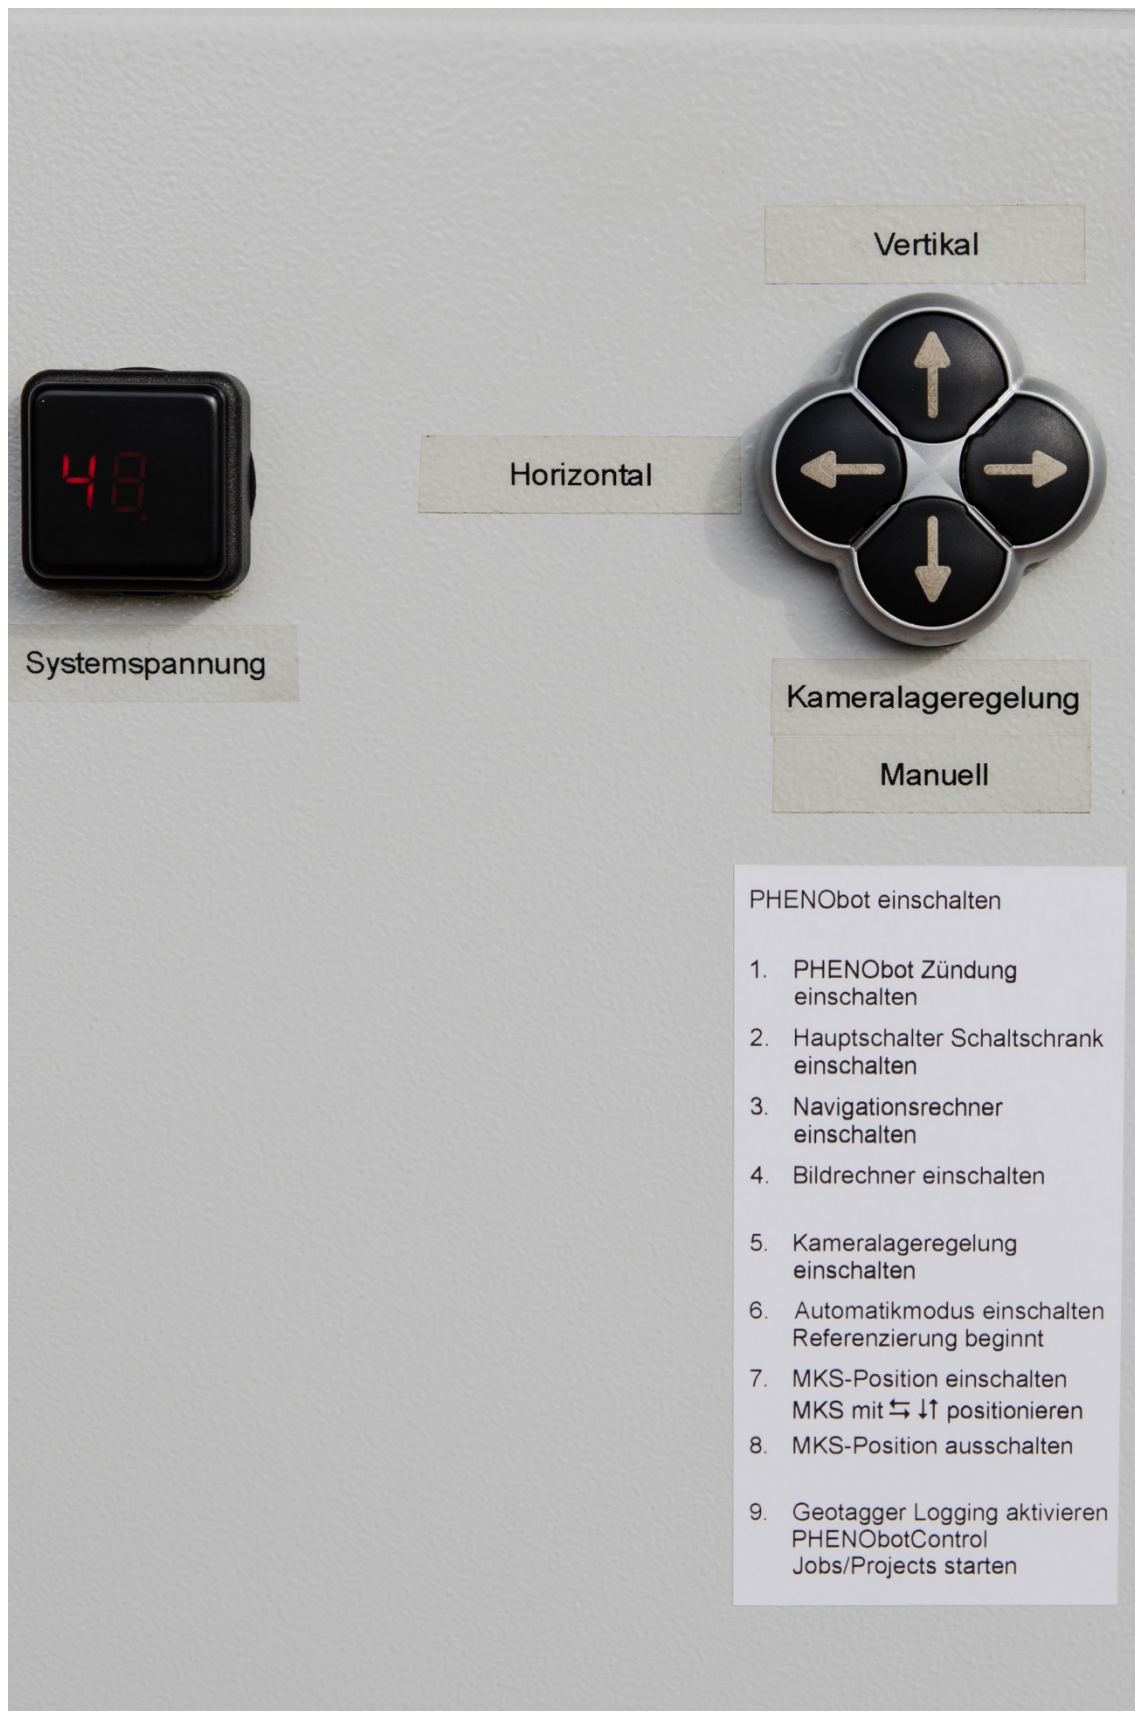 Vertikal
Horizontal
48.
Systemspannung
Kameralageregelung
Manuell
PHENObot einschalten
1. PHENObot Zündung
einschalten
2. Hauptschalter Schaltschrank
einschalten
3. Navigationsrechner
einschalten
4. Bildrechner einschalten
5. Kameralageregelung
einschalten
6. Automatikmodus einschalten
Referenzierung beginnt
7. MKS-Position einschalten
MKS mit ⇆ ↓↑ positionieren
8. MKS-Position ausschalten
9. Geotagger Logging aktivieren
PHENObotControl
Jobs/Projects starten